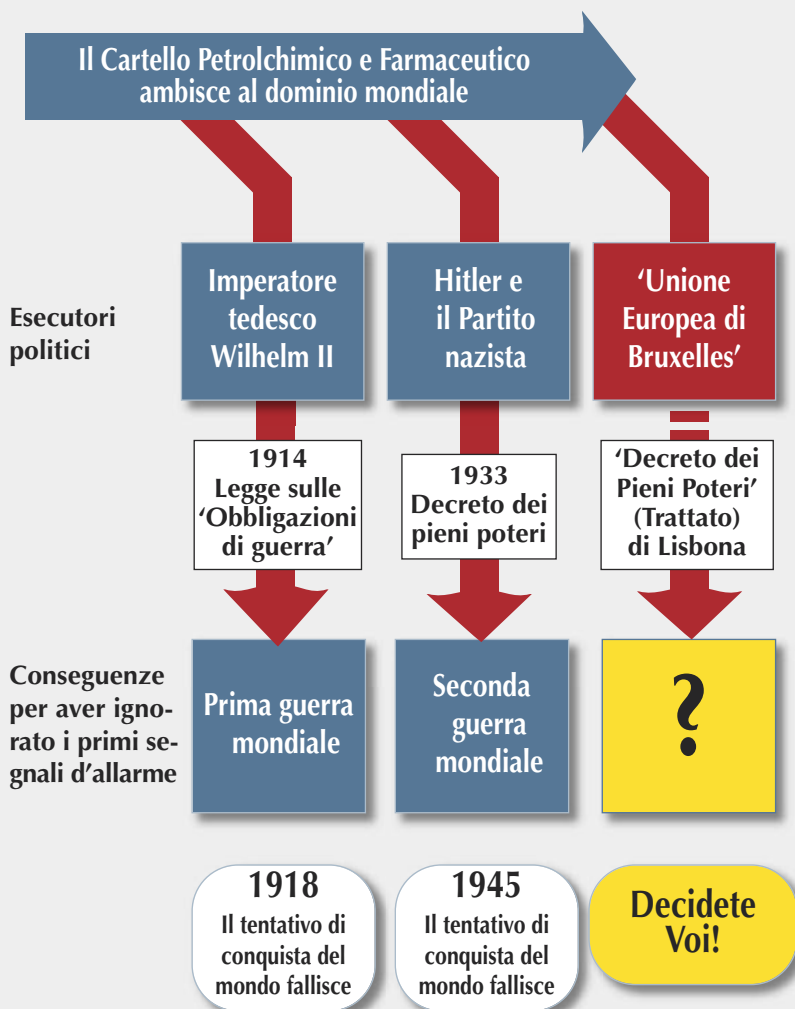 Il Cartello Petrolchimico e Farmaceutico
ambisce al dominio mondiale
Esecutori
politici
Imperatore
tedesco
Wilhelm II
Hitler e
il Partito
nazista
‘Unione
Europea di
Bruxelles’
1914
Legge sulle
‘Obbligazioni
di guerra’
1933
Decreto dei
pieni poteri
‘Decreto dei
Pieni Poteri’
(Trattato)
di Lisbona
Conseguenze
per aver igno-
rato i primi se-
gnali d’allarme
Prima guerra
mondiale
Seconda
guerra
mondiale
?
1918
Il tentativo di
conquista del
mondo fallisce
1945
Il tentativo di
conquista del
mondo fallisce
Decidete
Voi!